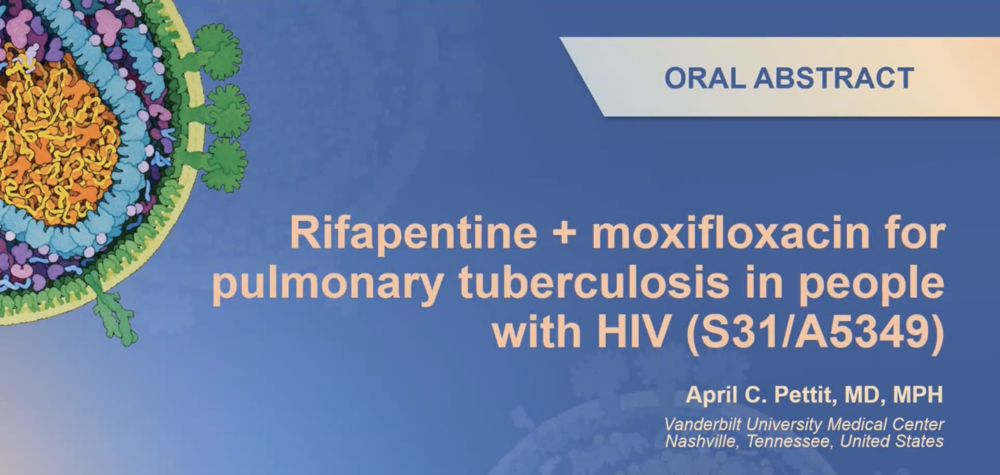 ORAL ABSTRACT
Rifapentine + moxifloxacin for
pulmonary tuberculosis in people
with HIV (S31/A5349)
April C. Pettit, MD, MPH
Vanderbilt University Medical Center
Nashville, Tennessee, United States